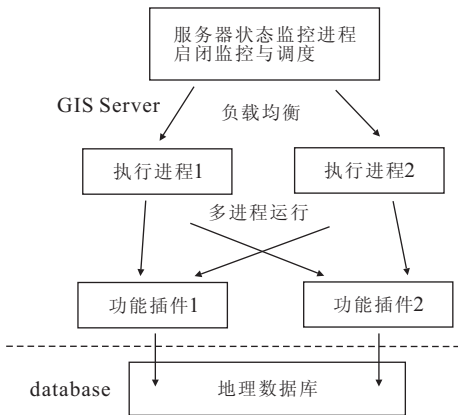 服务器状态监控进程
启闭监控与调度
GIS Server
负载均衡
执行进程1
执行进程2
多进程运行
功能插件1
功能插件2
database
地理数据库